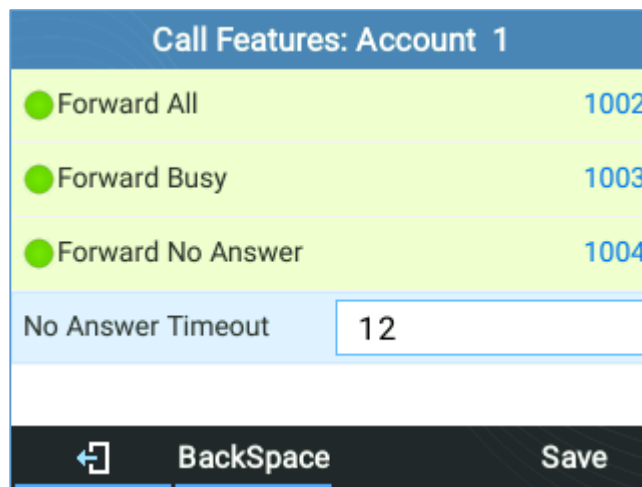 Call Features: Account 1
Forward All 1002
Forward Busy 1003
Forward No Answer 1004
No Answer Timeout 12
BackSpace Save